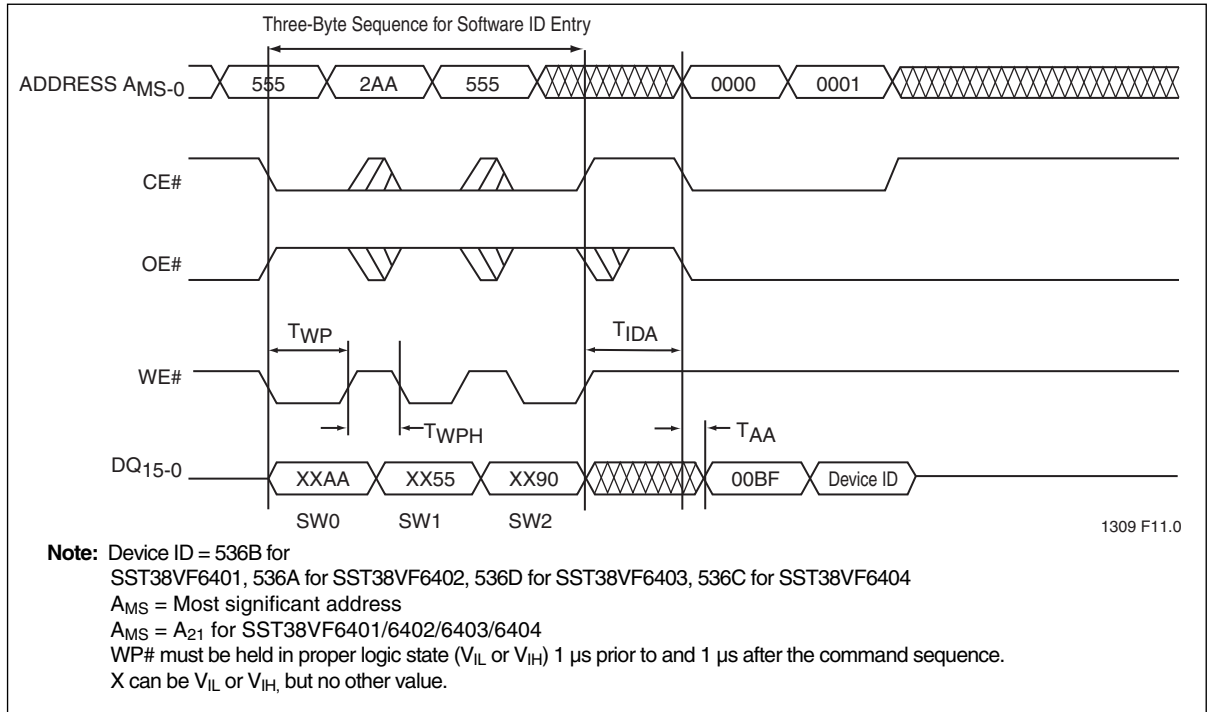 Three-Byte Sequence for Software ID Entry
ADDRESS AMS-0 555 2AA 555 0000 0001
CE#
OE#
TWP TIDA
WE#
TWPH TAA
DQ15-0 XXAA XX55 XX90 00BF Device ID
SW0 SW1 SW2
1309 F11.0
Note: Device ID = 536B for
SST38VF6401, 536A for SST38VF6402, 536D for SST38VF6403, 536C for SST38VF6404
AMS = Most significant address
AMS = A21 for SST38VF6401/6402/6403/6404
WP# must be held in proper logic state (VIL or VIH) 1 µs prior to and 1 µs after the command sequence.
X can be VIL or VIH, but no other value.